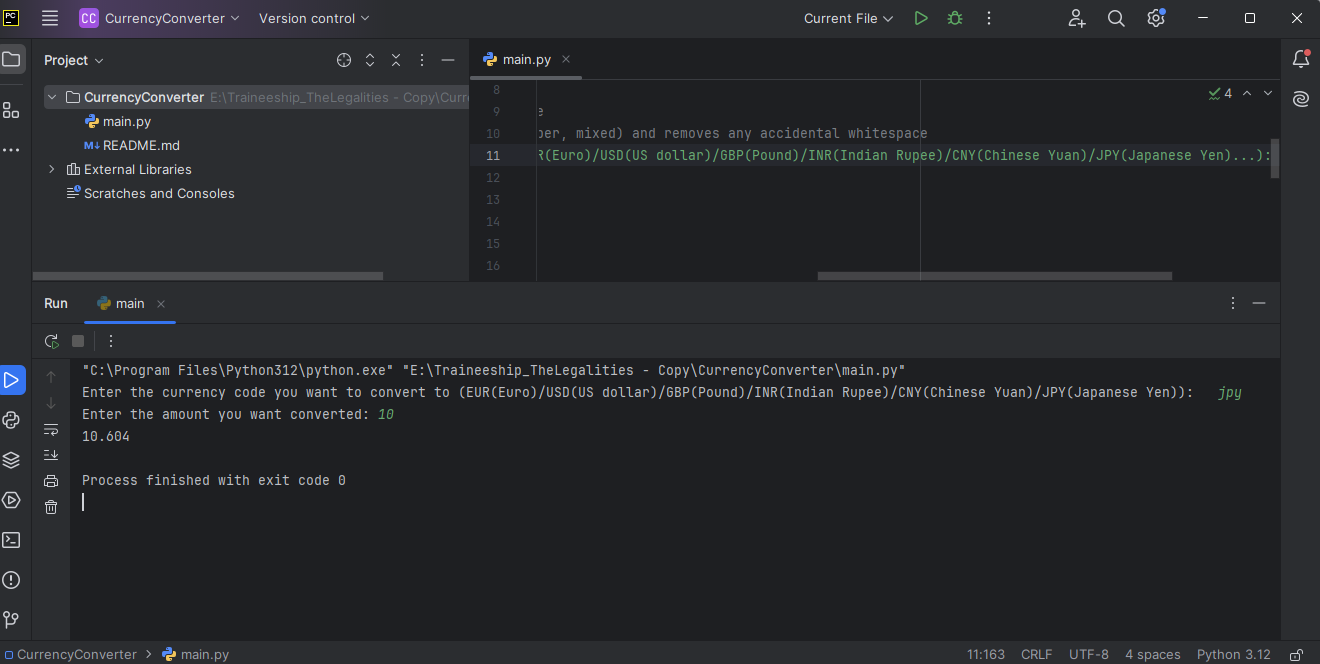 PC
CC CurrencyConverter Version control Current File
Project
main.py
CurrencyConverter E:\Traineeship_TheLegalities - Copy\Curr
main.py
M↓ README.md
External Libraries
Scratches and Consoles
4
8
9 e
10 per, mixed) and removes any accidental whitespace
11 R(Euro)/USD(US dollar)/GBP(Pound)/INR(Indian Rupee)/CNY(Chinese Yuan)/JPY(Japanese Yen)...):
12
13
14
15
16
Run main
"C:\Program Files\Python312\python.exe" "E:\Traineeship_TheLegalities - Copy\CurrencyConverter\main.py"
Enter the currency code you want to convert to (EUR(Euro)/USD(US dollar)/GBP(Pound)/INR(Indian Rupee)/CNY(Chinese Yuan)/JPY(Japanese Yen)): jpy
Enter the amount you want converted: 10
10.604
Process finished with exit code 0
CurrencyConverter > main.py 11:163 CRLF UTF-8 4 spaces Python 3.12